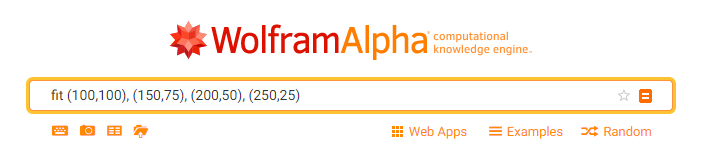 WolframAlpha computational
knowledge engine.
fit (100,100), (150,75), (200,50), (250,25)
Web Apps Examples Random